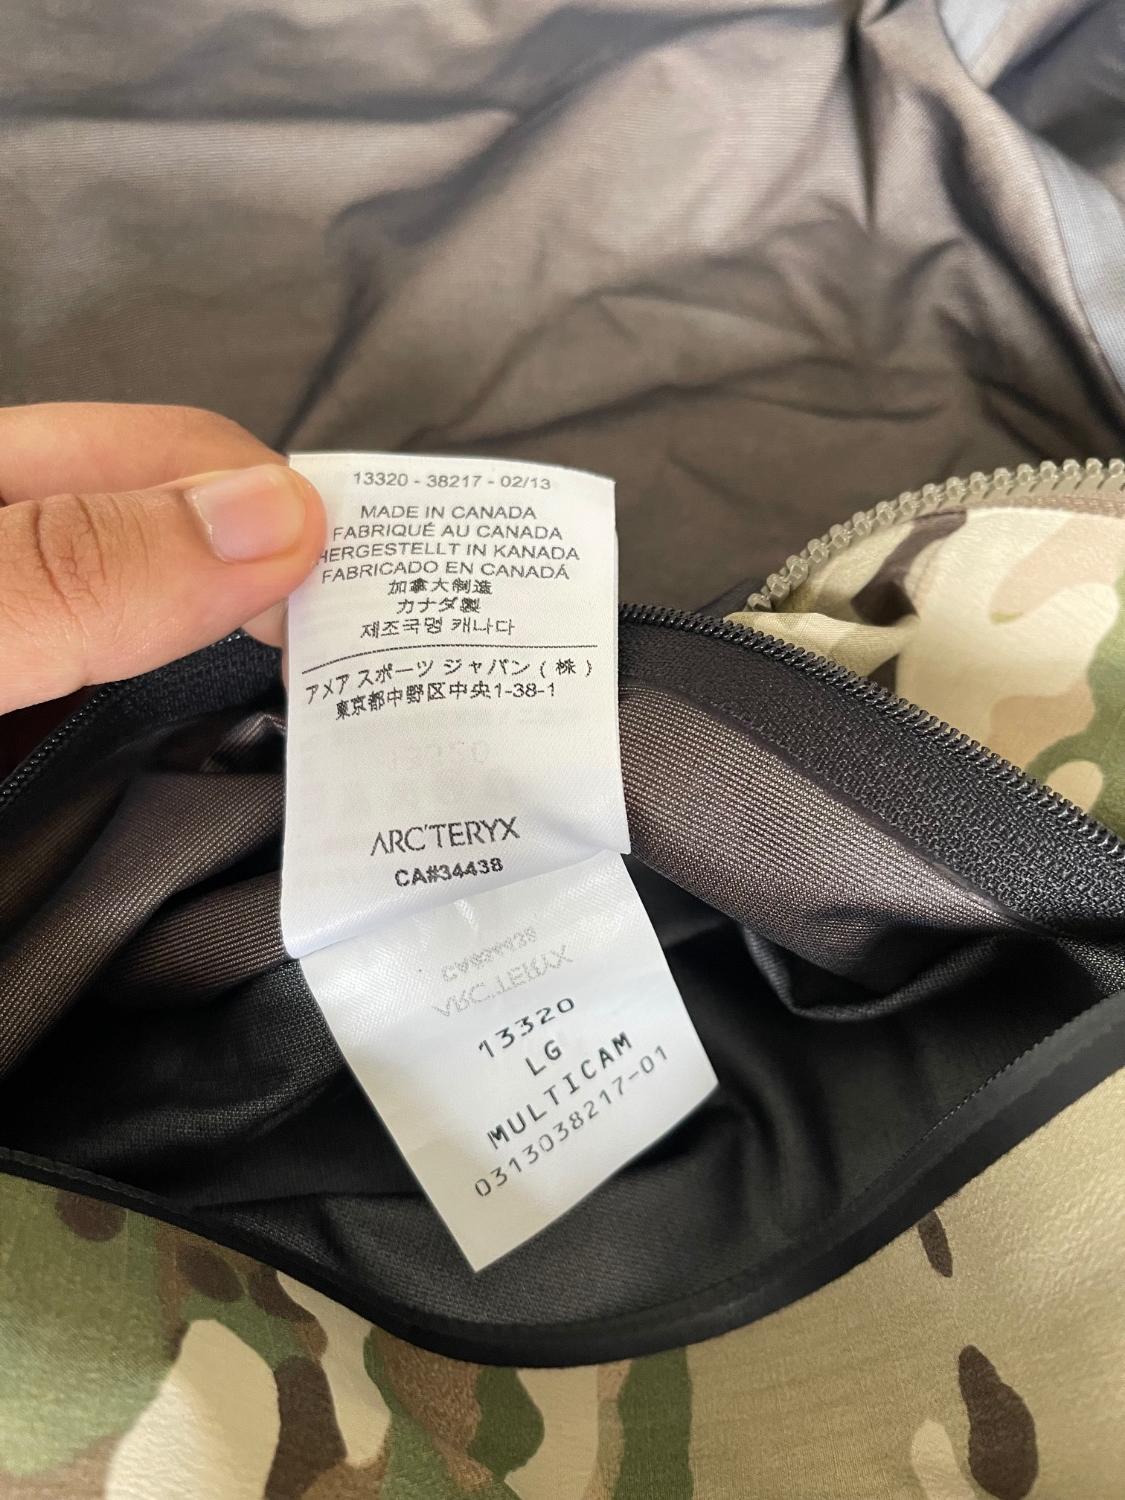 13320 - 38217 - 02/13
MADE IN CANADA
FABRIQUÉ AU CANADA
HERGESTELLT IN KANADA
FABRICADO EN CANADÁ
加拿大制造
カナダ製
제조국명 캐나다
アメア スポーツ ジャパン ( 株 )
東京都中野区中央1-38-1
ARC'TERYX
CA#34438
13320
LG
MULTICAM
0313038217-01